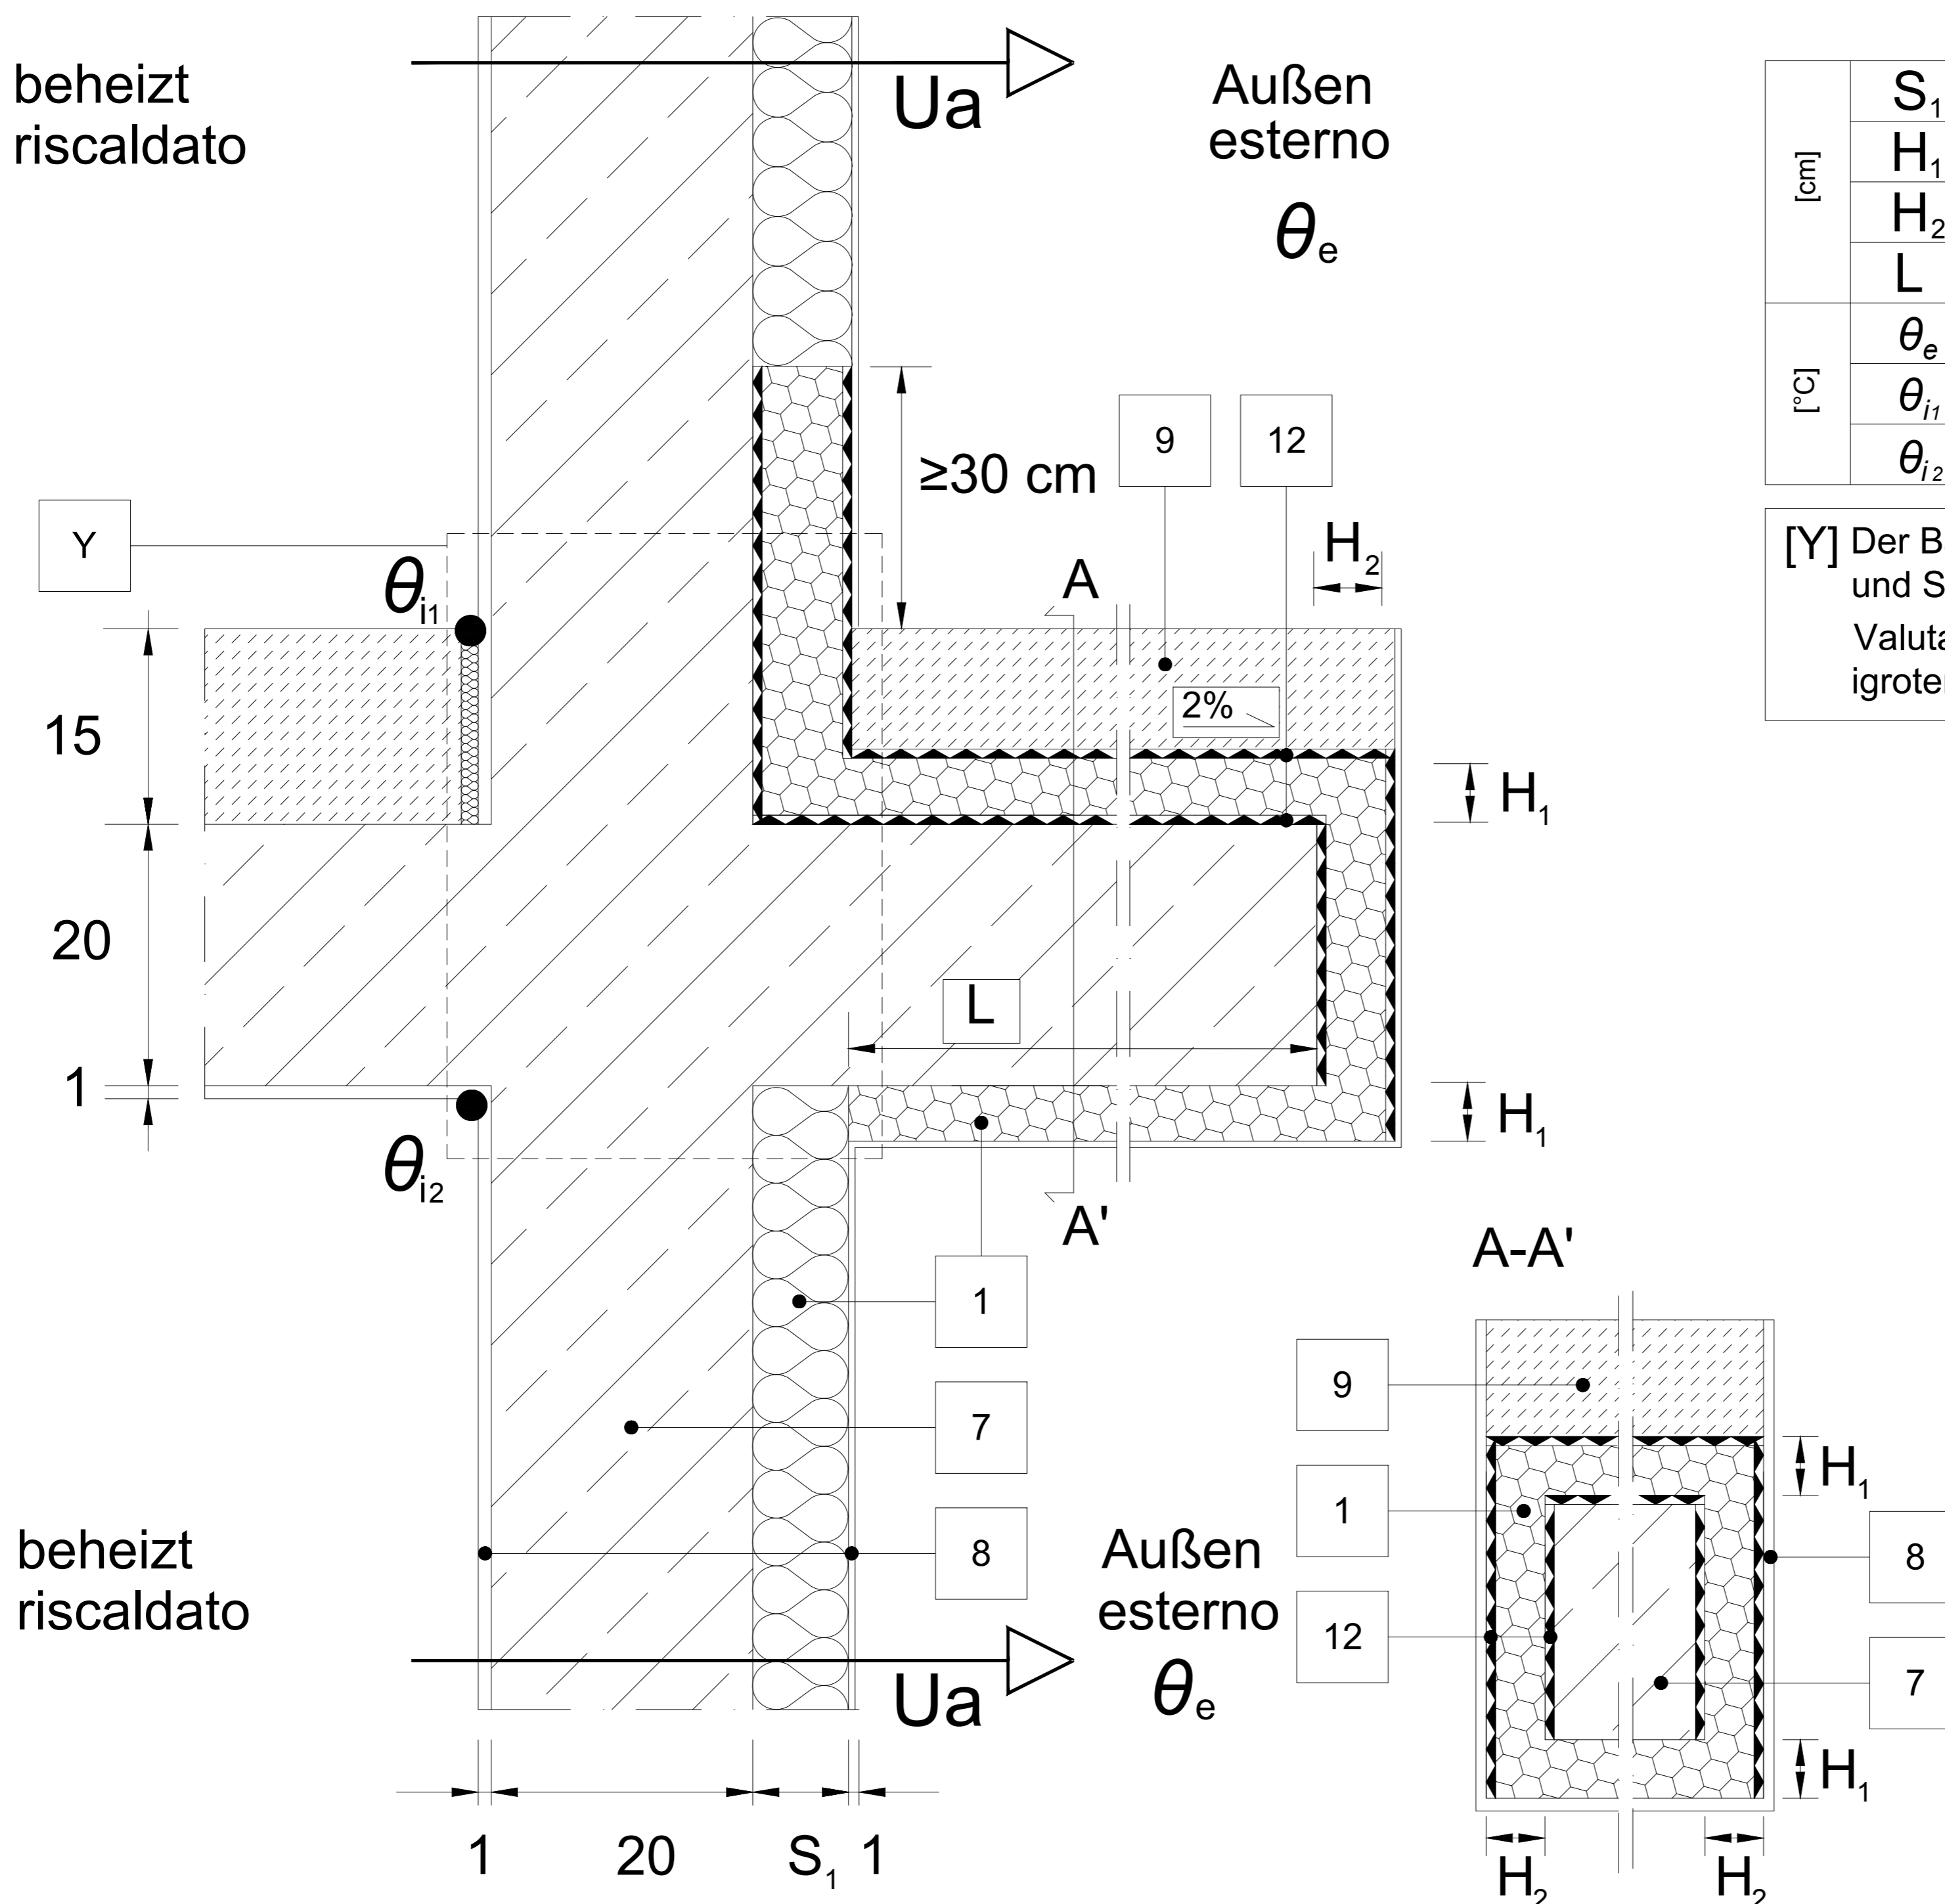 beheizt
riscaldato
Ua
Außen
esterno
θe
[cm]
S1
H1
H2
L
[°C]
θe
θi1
θi2
[Y] Der B
und S
Valuta
igroter
Y
θi1
≥30 cm
9
12
H2
A
2%
15
H1
20
L
1
H1
θi2
A'
A-A'
1
7
8
9
H1
1
8
12
7
H1
H2
H2
beheizt
riscaldato
Außen
esterno
θe
Ua
1
20
S1
1